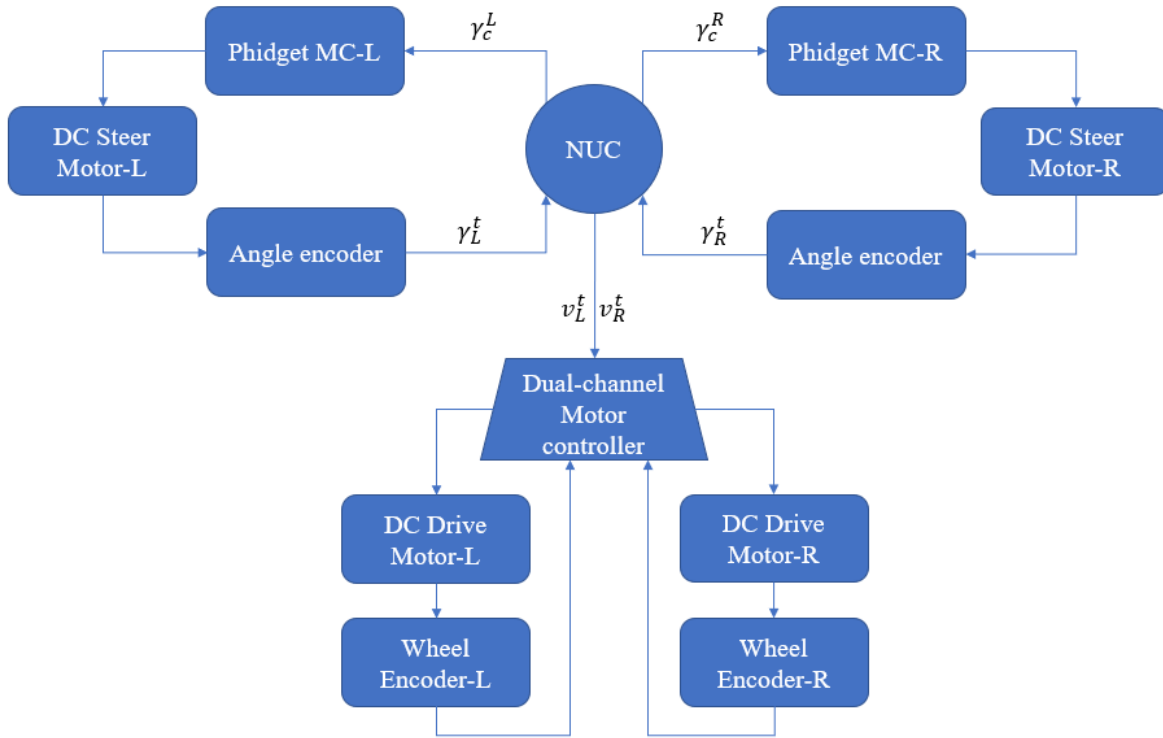 Phidget MC-L
γ_c^L
γ_c^R
Phidget MC-R
DC Steer
Motor-L
NUC
DC Steer
Motor-R
Angle encoder
γ_L^t
γ_R^t
Angle encoder
v_L^t
v_R^t
Dual-channel
Motor
controller
DC Drive
Motor-L
DC Drive
Motor-R
Wheel
Encoder-L
Wheel
Encoder-R